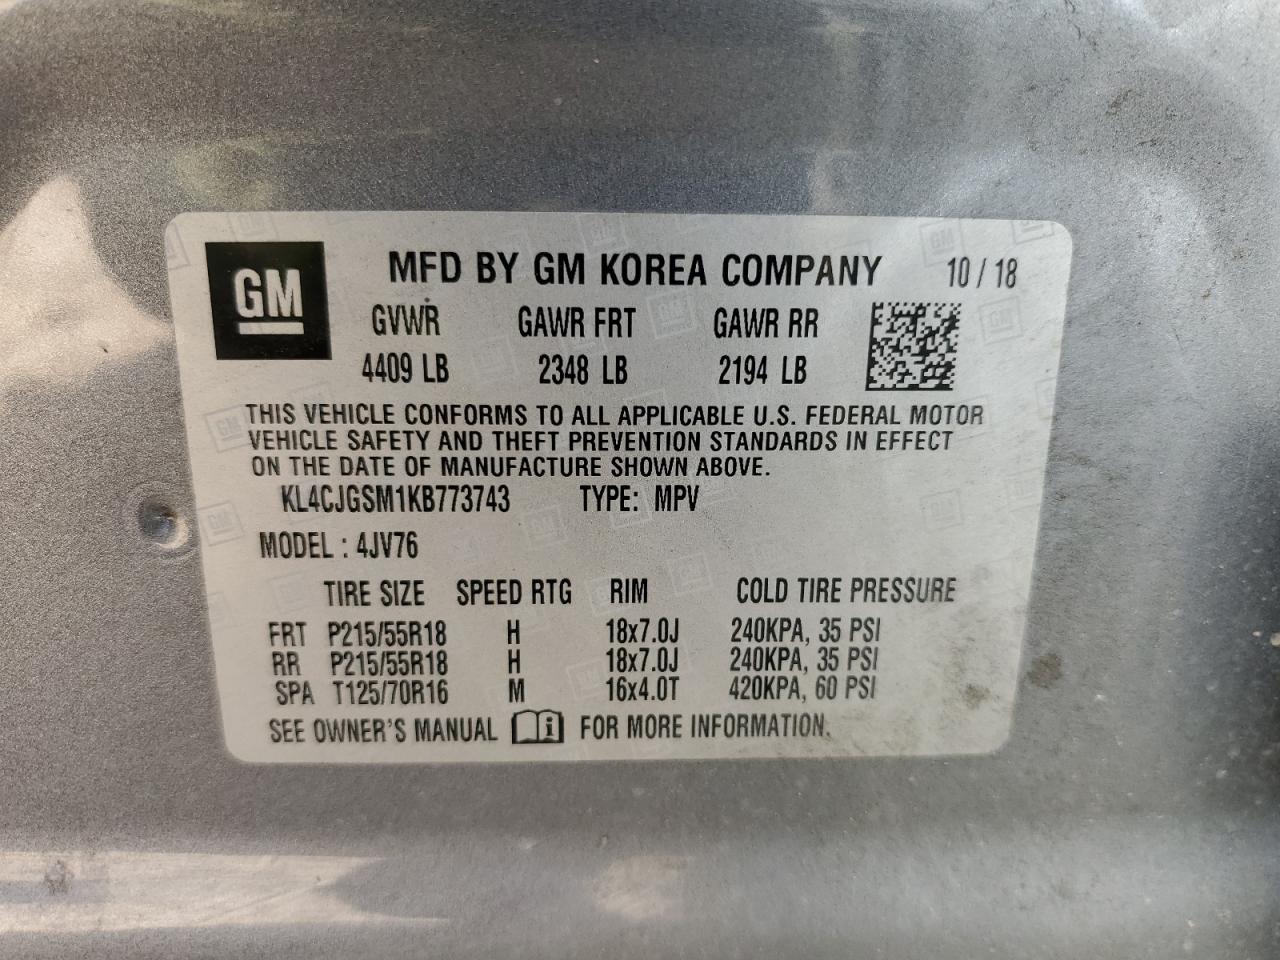 GM
MFD BY GM KOREA COMPANY 10 / 18
GVWR GAWR FRT GAWR RR
4409 LB 2348 LB 2194 LB
THIS VEHICLE CONFORMS TO ALL APPLICABLE U.S. FEDERAL MOTOR
VEHICLE SAFETY AND THEFT PREVENTION STANDARDS IN EFFECT
ON THE DATE OF MANUFACTURE SHOWN ABOVE.
KL4CJGSM1KB773743 TYPE: MPV
MODEL : 4JV76
TIRE SIZE SPEED RTG RIM COLD TIRE PRESSURE
FRT P215/55R18 H 18x7.0J 240KPA, 35 PSI
RR P215/55R18 H 18x7.0J 240KPA, 35 PSI
SPA T125/70R16 M 16x4.0T 420KPA, 60 PSI
SEE OWNER'S MANUAL i FOR MORE INFORMATION.